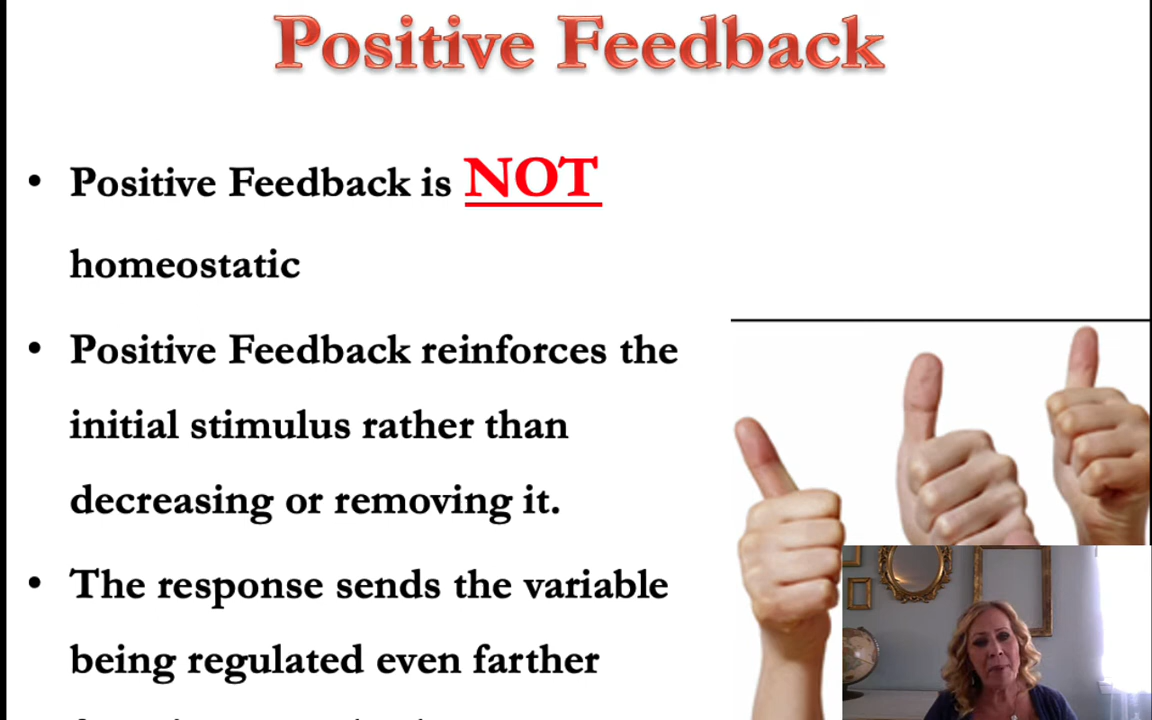 Positive Feedback
• Positive Feedback is NOT
homeostatic
• Positive Feedback reinforces the
initial stimulus rather than
decreasing or removing it.
• The response sends the variable
being regulated even farther